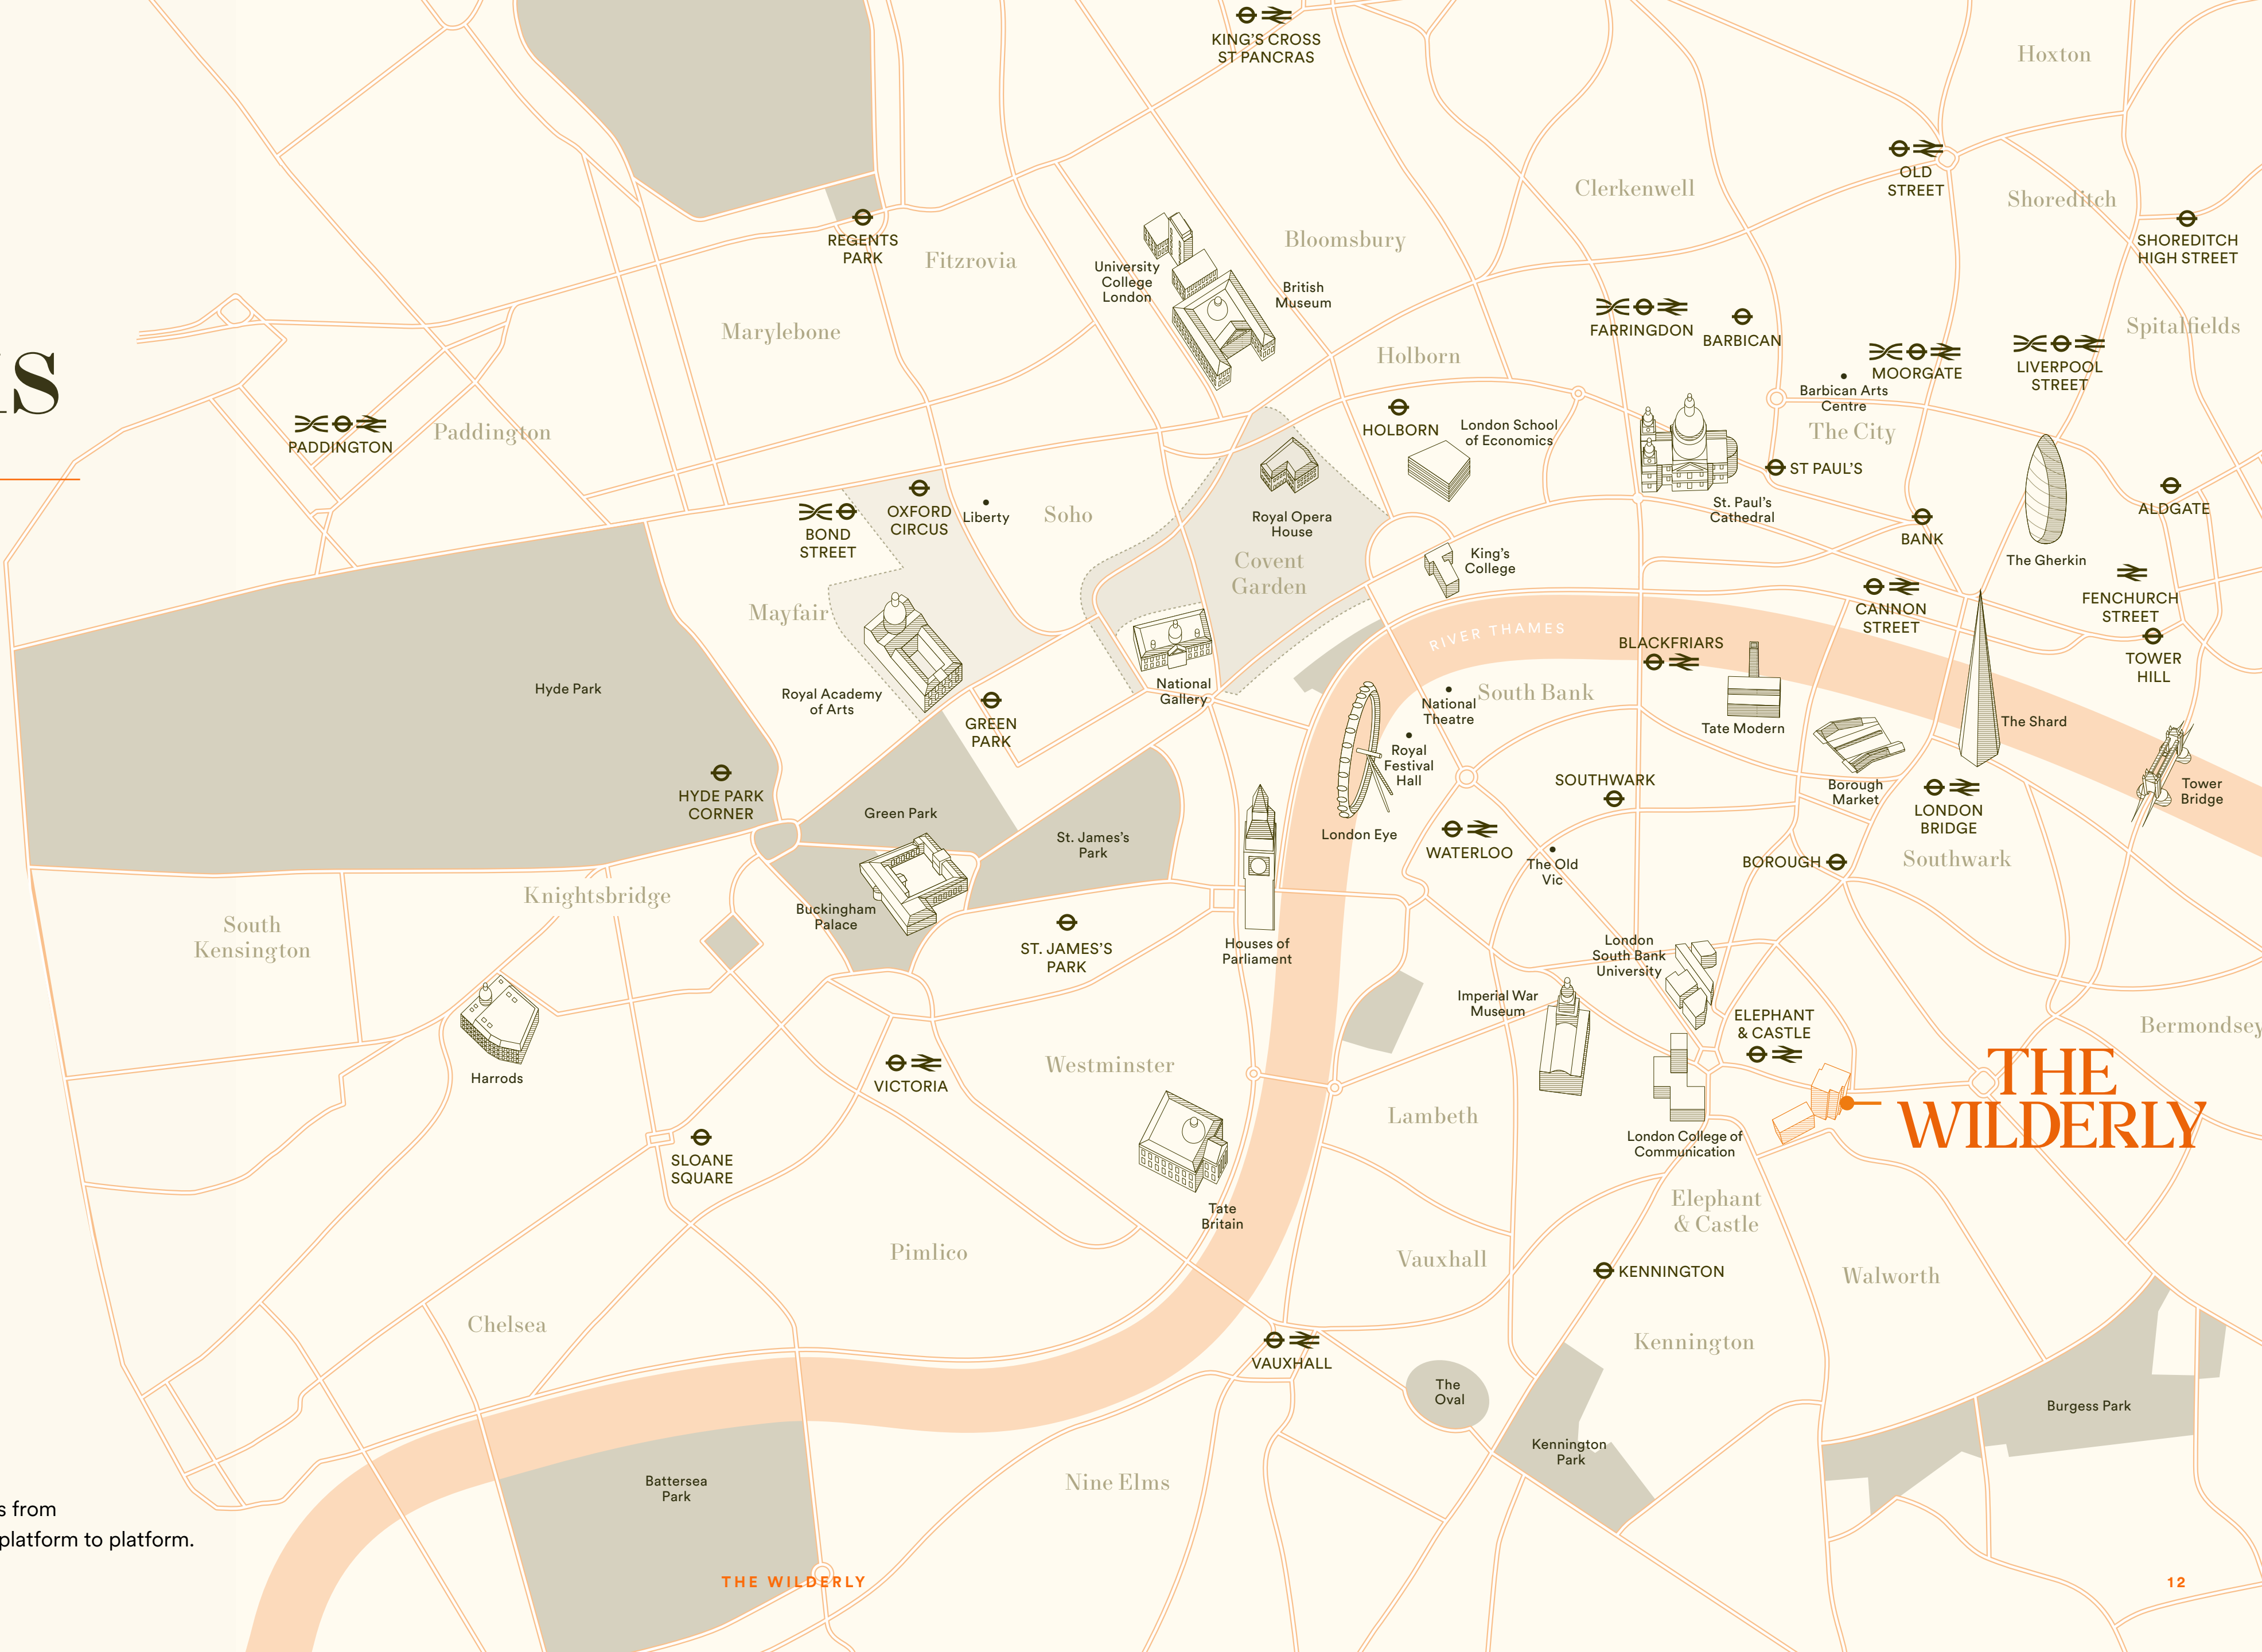 KING'S CROSS
ST PANCRAS
Hoxton
OLD
STREET
Clerkenwell
Shoreditch
SHOREDITCH
HIGH STREET
REGENTS
PARK
Fitzrovia
Bloomsbury
University
College
London
British
Museum
Marylebone
FARRINGDON
BARBICAN
Spitalfields
Holborn
MOORGATE
LIVERPOOL
STREET
Barbican Arts
Centre
PADDINGTON
Paddington
HOLBORN
London School
of Economics
The City
ST PAUL'S
BOND
STREET
OXFORD
CIRCUS
Liberty
Soho
Royal Opera
House
St. Paul's
Cathedral
ALDGATE
BANK
The Gherkin
Covent
Garden
King's
College
Mayfair
CANNON
STREET
FENCHURCH
STREET
RIVER THAMES
BLACKFRIARS
TOWER
HILL
Hyde Park
Royal Academy
of Arts
National
Gallery
GREEN
PARK
National
Theatre
South Bank
Tate Modern
The Shard
Royal
Festival
Hall
SOUTHWARK
Borough
Market
LONDON
BRIDGE
Tower
Bridge
HYDE PARK
CORNER
Green Park
St. James's
Park
London Eye
WATERLOO
The Old
Vic
BOROUGH
Southwark
Knightsbridge
Buckingham
Palace
South
Kensington
ST. JAMES'S
PARK
Houses of
Parliament
London
South Bank
University
Imperial War
Museum
ELEPHANT
& CASTLE
Bermondsey
Harrods
VICTORIA
Westminster
Lambeth
THE
WILDERLY
London College of
Communication
SLOANE
SQUARE
Tate
Britain
Elephant
& Castle
Pimlico
Vauxhall
KENNINGTON
Walworth
Chelsea
VAUXHALL
Kennington
The
Oval
Burgess Park
Kennington
Park
Battersea
Park
Nine Elms
s from
platform to platform.
THE WILDERLY
12